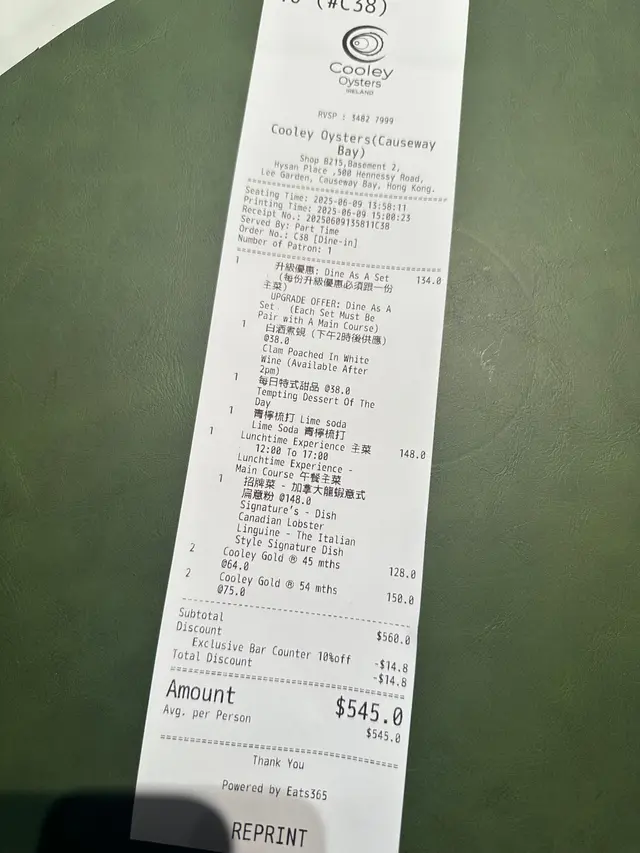 (#C38)
Cooley
Oysters
IRELAND
RVSP : 3482 7999
Cooley Oysters(Causeway
Bay)
Shop B215,Basement 2,
Hysan Place ,500 Hennessy Road,
Lee Garden, Causeway Bay, Hong Kong.
Seating Time: 2025-06-09 13:58:11
Printing Time: 2025-06-09 15:00:23
Receipt No.: 20250609135811C38
Served By: Part Time
Order No.: C38 [Dine-in]
Number of Patron: 1
1 升級優惠: Dine As A Set 134.0
(每份升級優惠必須跟一份
主菜)
UPGRADE OFFER: Dine As A
Set (Each Set Must Be
Pair with A Main Course)
1 白酒煮蜆 (下午2時後供應)
@38.0
Clam Poached In White
Wine (Available After
2pm)
1 每日特式甜品 @38.0
Tempting Dessert Of The
Day
1 青檸梳打 Lime soda
Lime Soda 青檸梳打
1 Lunchtime Experience 主菜 148.0
12:00 To 17:00
Lunchtime Experience -
Main Course 午餐主菜
1 招牌菜 - 加拿大龍蝦意式
扁意粉 @148.0
Signature's - Dish
Canadian Lobster
Linguine - The Italian
Style Signature Dish
2 Cooley Gold ® 45 mths 128.0
@64.0
2 Cooley Gold ® 54 mths 150.0
@75.0
Subtotal $560.0
Discount
Exclusive Bar Counter 10%off -$14.8
Total Discount -$14.8
Amount $545.0
Avg. per Person $545.0
Thank You
Powered by Eats365
REPRINT